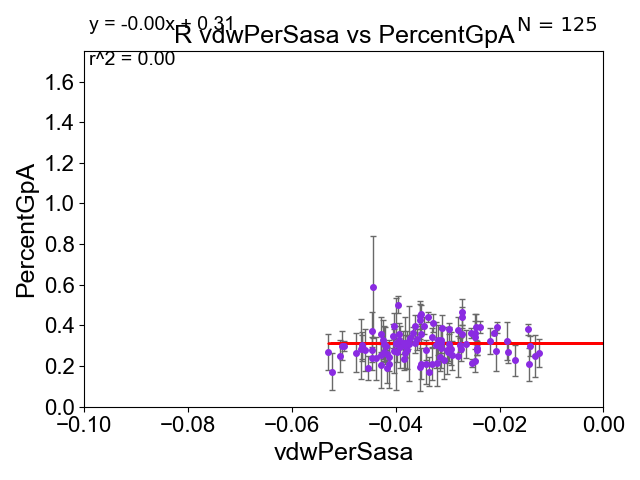 y = -0.00x + 0.31
R vdwPerSasa vs PercentGpA
N = 125
r^2 = 0.00
1.6
1.4
1.2
1.0
0.8
0.6
0.4
0.2
0.0
PercentGpA
−0.10 −0.08 −0.06 −0.04 −0.02 0.00
vdwPerSasa